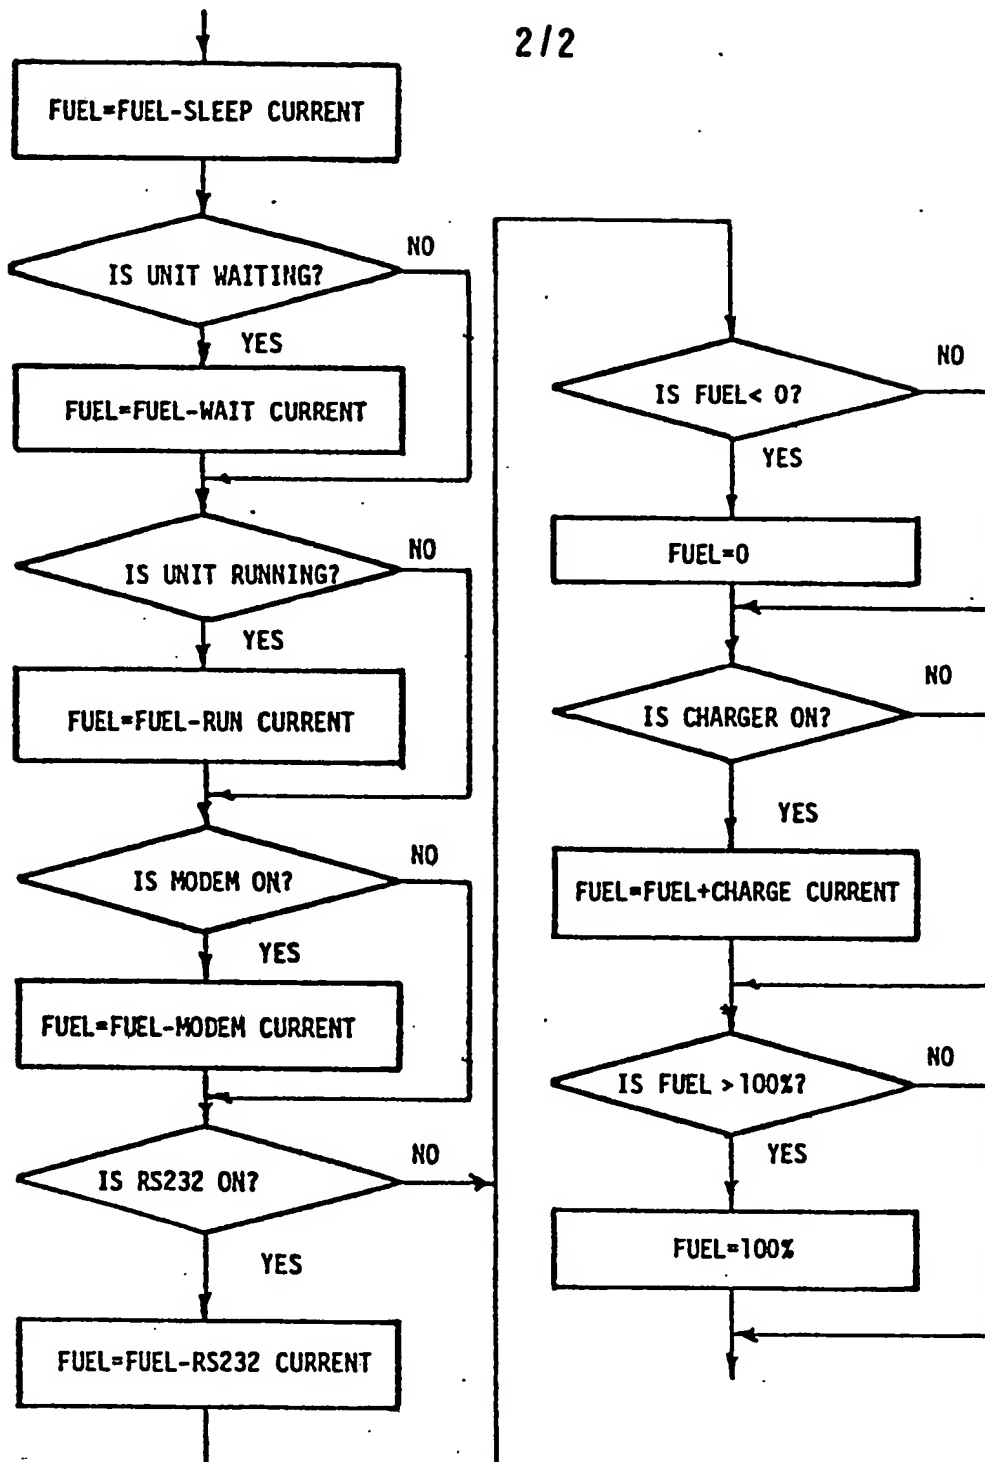 2/2
FUEL=FUEL-SLEEP CURRENT
IS UNIT WAITING?
NO
YES
FUEL=FUEL-WAIT CURRENT
IS UNIT RUNNING?
NO
YES
FUEL=FUEL-RUN CURRENT
IS MODEM ON?
NO
YES
FUEL=FUEL-MODEM CURRENT
IS RS232 ON?
NO
YES
FUEL=FUEL-RS232 CURRENT
IS FUEL< 0?
NO
YES
FUEL=0
IS CHARGER ON?
NO
YES
FUEL=FUEL+CHARGE CURRENT
IS FUEL >100%?
NO
YES
FUEL=100%